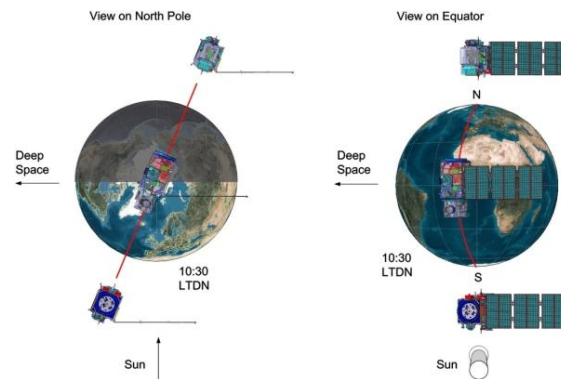 View on North Pole
View on Equator
N
Deep
Space
Deep
Space
10:30
LTDN
10:30
LTDN
S
Sun
Sun